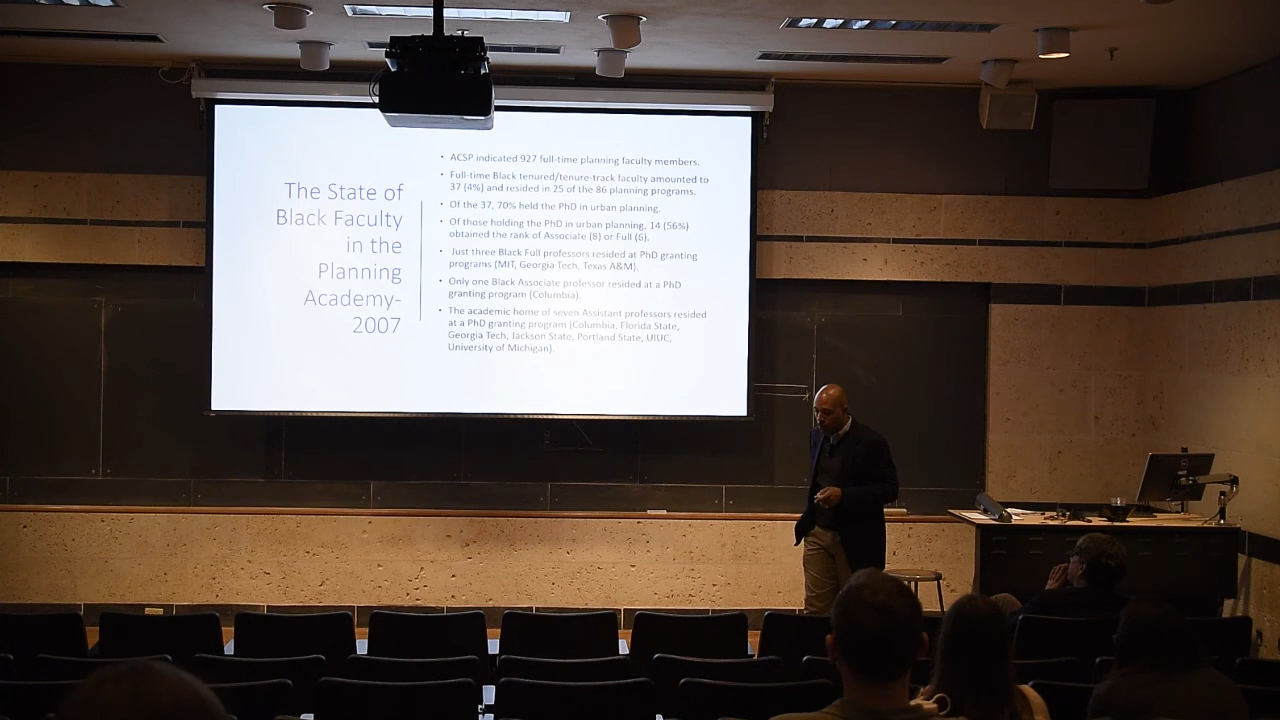 The State of
Black Faculty
in the
Planning
Academy-
2007
• ACSP indicated 927 full-time planning faculty members.
• Full-time Black tenured/tenure-track faculty amounted to
37 (4%) and resided in 25 of the 86 planning programs.
• Of the 37, 70% held the PhD in urban planning.
• Of those holding the PhD in urban planning, 14 (56%)
obtained the rank of Associate (8) or Full (6).
• Just three Black Full professors resided at PhD granting
programs (MIT, Georgia Tech, Texas A&M).
• Only one Black Associate professor resided at a PhD
granting program (Columbia).
• The academic home of seven Assistant professors resided
at a PhD granting program (Columbia, Florida State,
Georgia Tech, Jackson State, Portland State, UIUC,
University of Michigan).